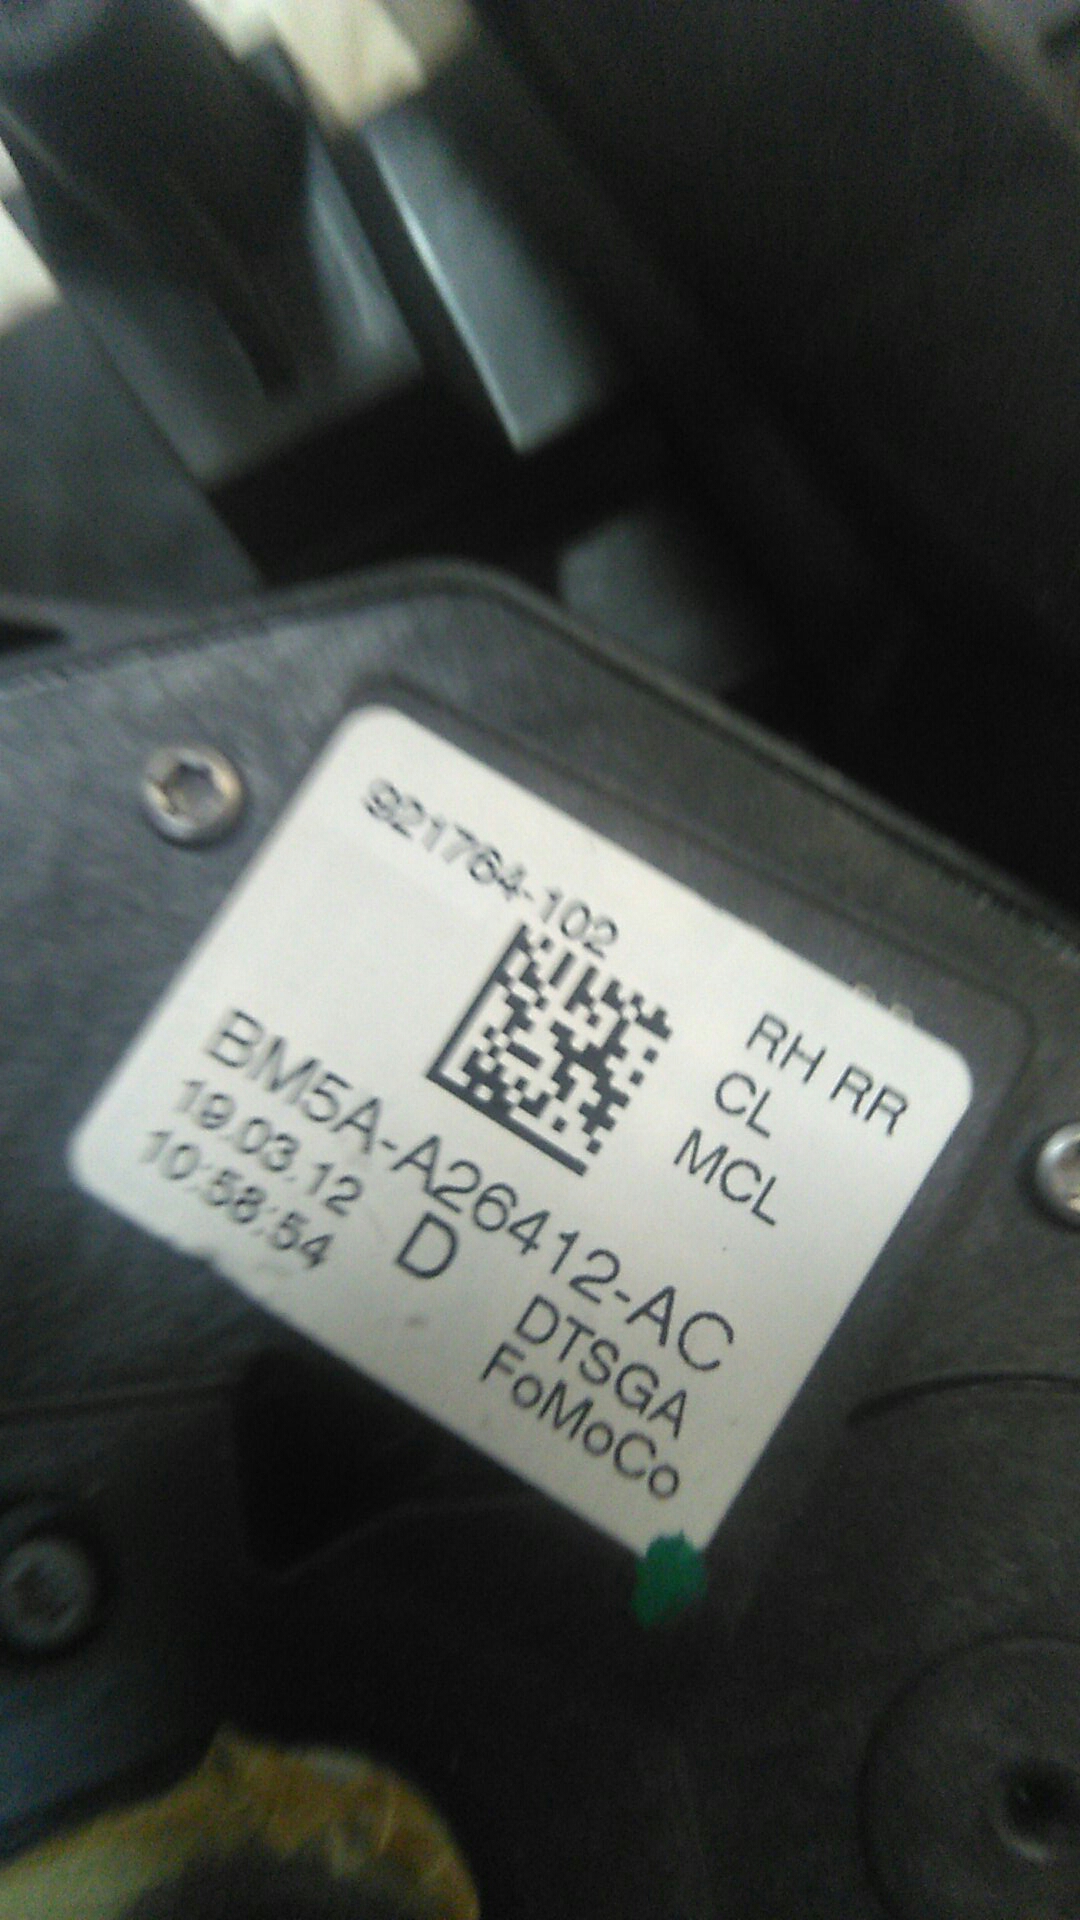 921764-102
RH RR
CL
MCL
BM5A-A26412-AC
19.03.12
10:58:54
D
DTSGA
FoMoCo